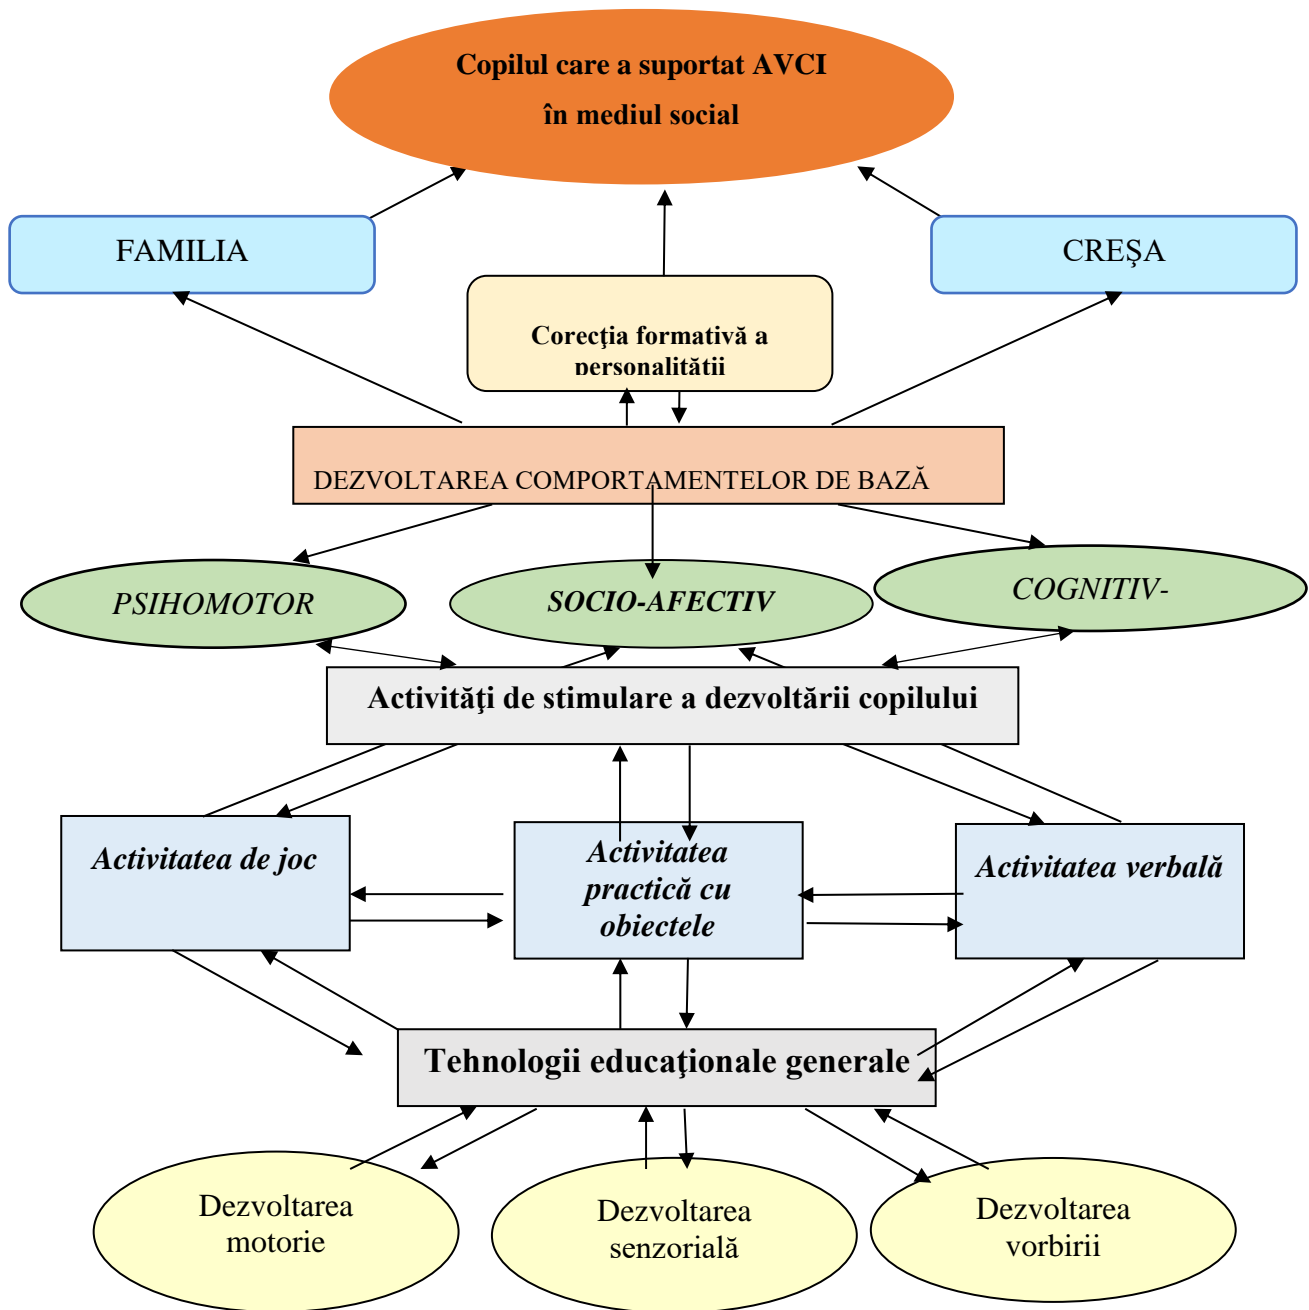 Copilul care a suportat AVCI
în mediul social
FAMILIA
CREŞA
Corecţia formativă a
personalităţii
DEZVOLTAREA COMPORTAMENTELOR DE BAZĂ
PSIHOMOTOR
SOCIO-AFECTIV
COGNITIV-
Activităţi de stimulare a dezvoltării copilului
Activitatea de joc
Activitatea
practică cu
obiectele
Activitatea verbală
Tehnologii educaţionale generale
Dezvoltarea
motorie
Dezvoltarea
senzorială
Dezvoltarea
vorbirii